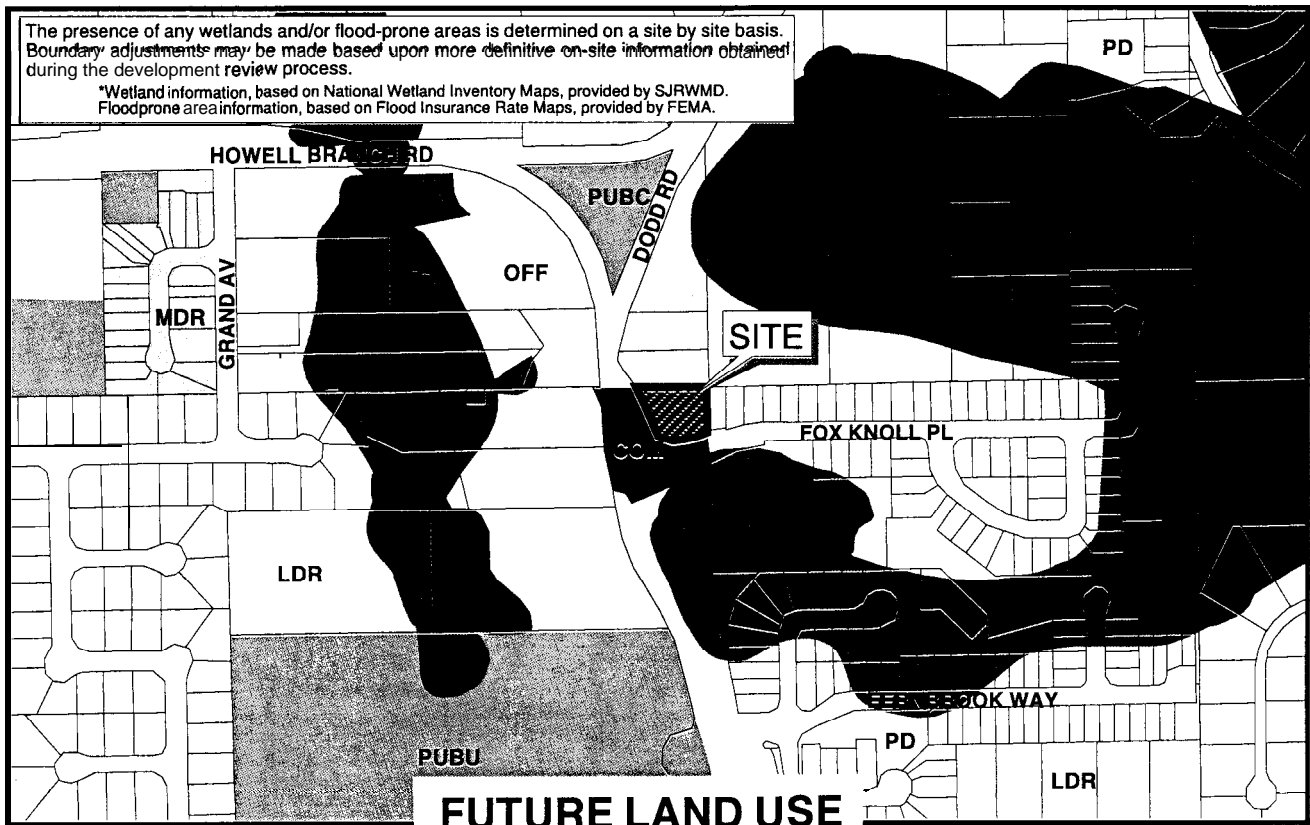 The presence of any wetlands and/or flood-prone areas is determined on a site by site basis.
Boundary adjustments may be made based upon more definitive on-site information obtained
during the development review process.
*Wetland information, based on National Wetland Inventory Maps, provided by SJRWMD.
Floodprone area information, based on Flood Insurance Rate Maps, provided by FEMA.
PD
HOWELL BRANCH RD
PUBC
DODD RD
OFF
GRAND AV
MDR
SITE
FOX KNOLL PL
COM
LDR
BROOK WAY
PD
LDR
PUBU
FUTURE LAND USE